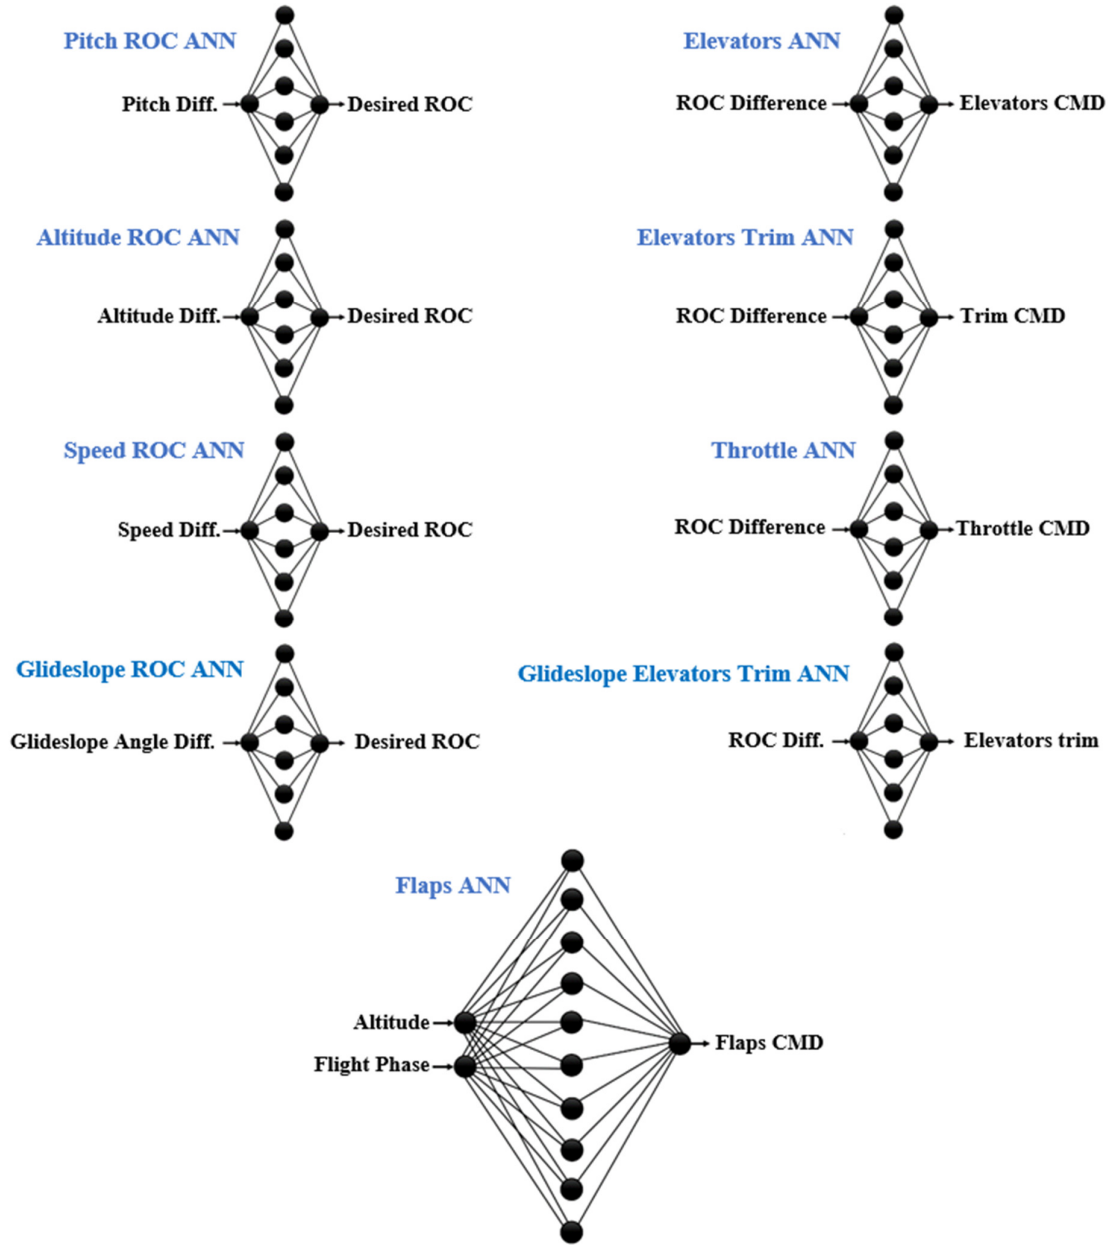 Pitch ROC ANN
Pitch Diff.
Desired ROC
Elevators ANN
ROC Difference
Elevators CMD
Altitude ROC ANN
Altitude Diff.
Desired ROC
Elevators Trim ANN
ROC Difference
Trim CMD
Speed ROC ANN
Speed Diff.
Desired ROC
Throttle ANN
ROC Difference
Throttle CMD
Glideslope ROC ANN
Glideslope Angle Diff.
Desired ROC
Glideslope Elevators Trim ANN
ROC Diff.
Elevators trim
Flaps ANN
Altitude
Flight Phase
Flaps CMD